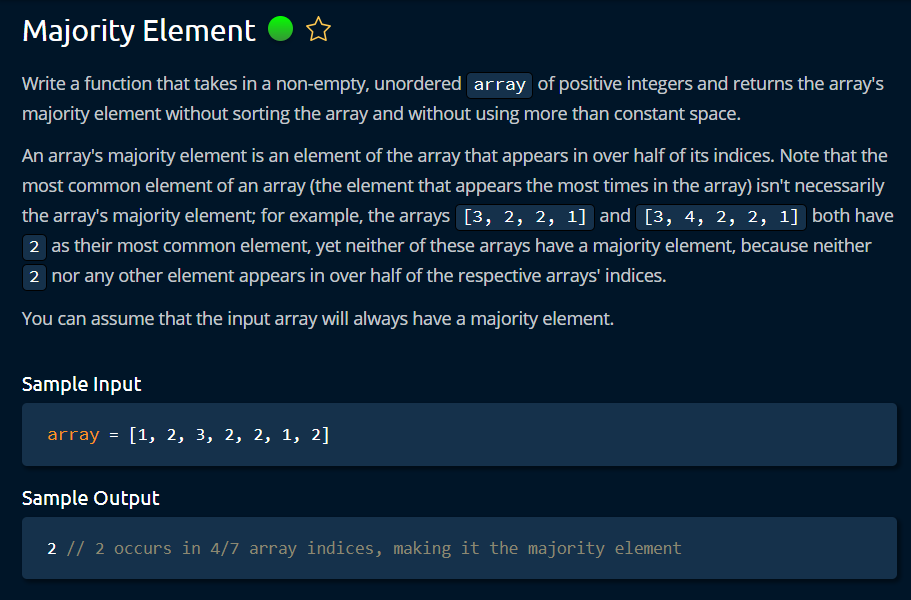 Majority Element
Write a function that takes in a non-empty, unordered array of positive integers and returns the array's
majority element without sorting the array and without using more than constant space.
An array's majority element is an element of the array that appears in over half of its indices. Note that the
most common element of an array (the element that appears the most times in the array) isn't necessarily
the array's majority element; for example, the arrays [3, 2, 2, 1] and [3, 4, 2, 2, 1] both have
2 as their most common element, yet neither of these arrays have a majority element, because neither
2 nor any other element appears in over half of the respective arrays' indices.
You can assume that the input array will always have a majority element.
Sample Input
array = [1, 2, 3, 2, 2, 1, 2]
Sample Output
2 // 2 occurs in 4/7 array indices, making it the majority element